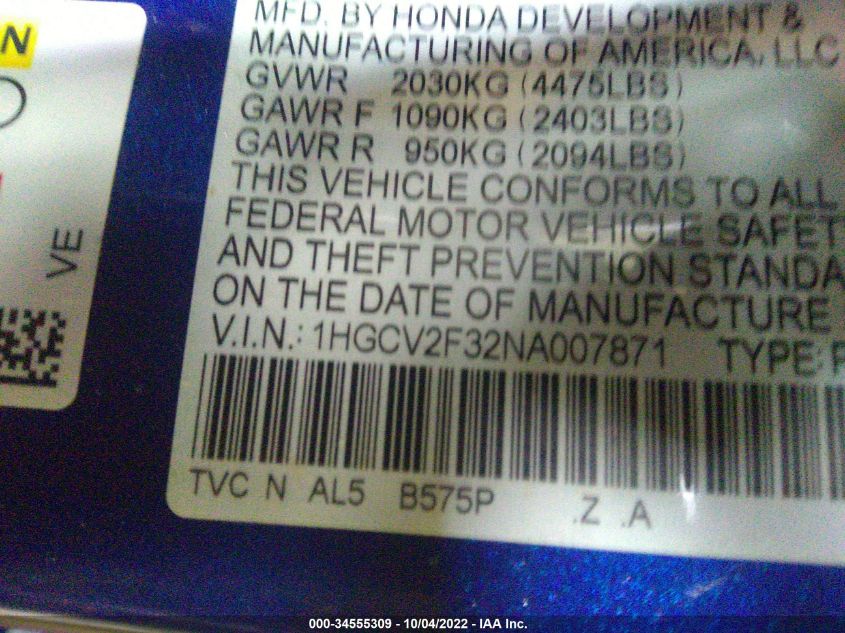 N
VE
MFD. BY HONDA DEVELOPMENT &
MANUFACTURING OF AMERICA, LLC
GVWR 2030KG (4475LBS)
GAWR F 1090KG (2403LBS)
GAWR R 950KG (2094LBS)
THIS VEHICLE CONFORMS TO ALL
FEDERAL MOTOR VEHICLE SAFET
AND THEFT PREVENTION STANDA
ON THE DATE OF MANUFACTURE
V.I.N.: 1HGCV2F32NA007871 TYPE:P
TVC N AL5 B575P .Z .A
000-34555309 - 10/04/2022 - IAA Inc.